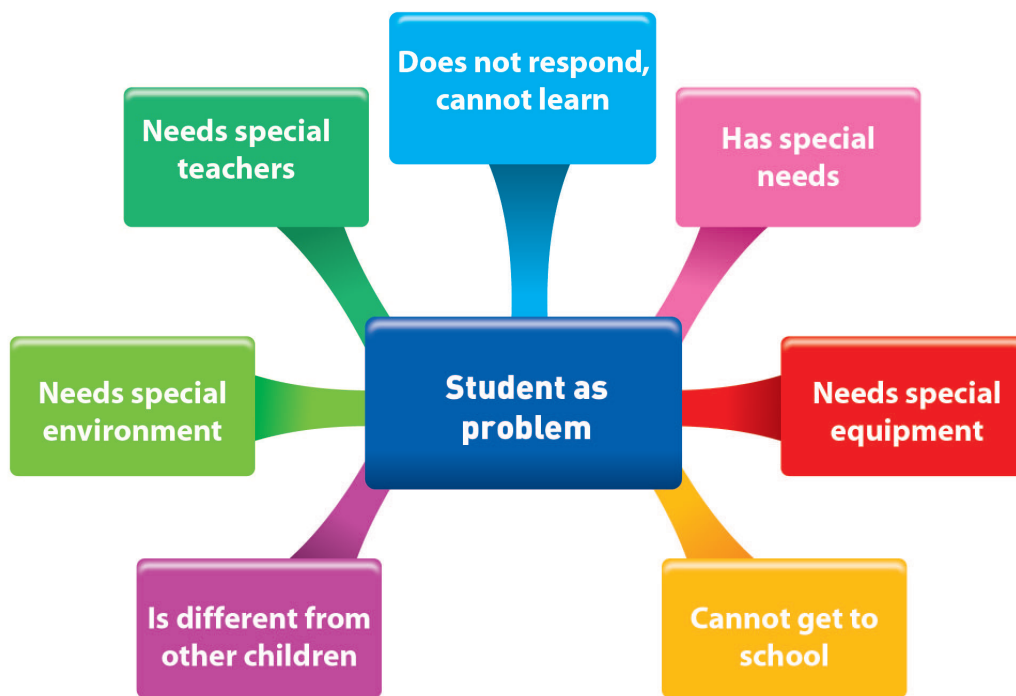 Does not respond,
cannot learn
Needs special
teachers
Has special
needs
Needs special
environment
Student as
problem
Needs special
equipment
Is different from
other children
Cannot get to
school